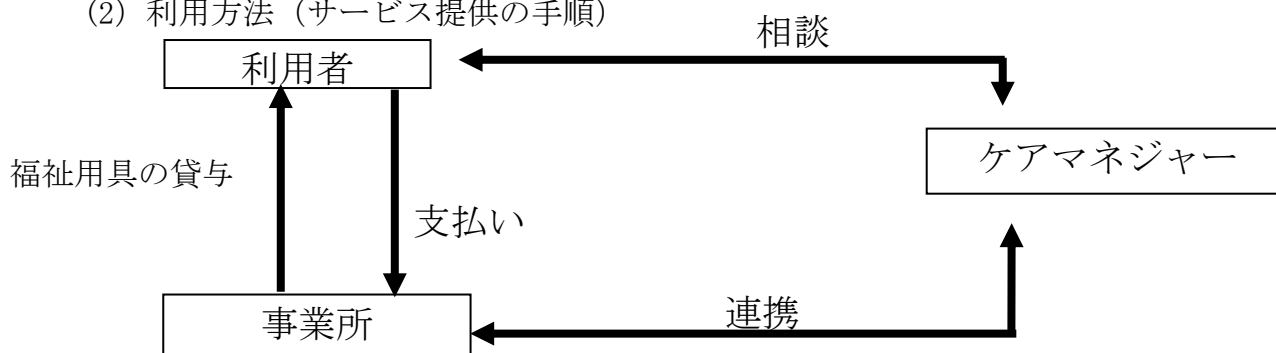 (2) 利用方法（サービス提供の手順）
相談
利用者
ケアマネジャー
福祉用具の貸与
支払い
連携
事業所